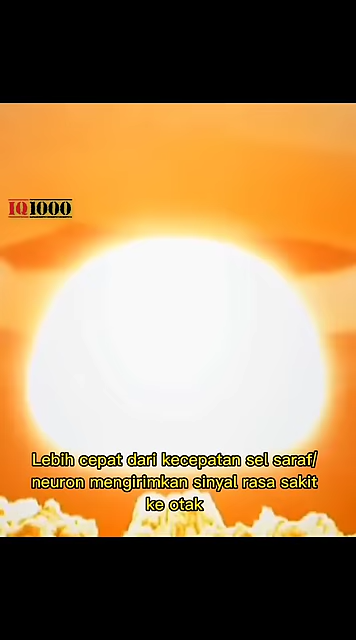 IQ1000
Lebih cepat dari kecepatan sel saraf/
neuron mengirimkan sinyal rasa sakit
ke otak